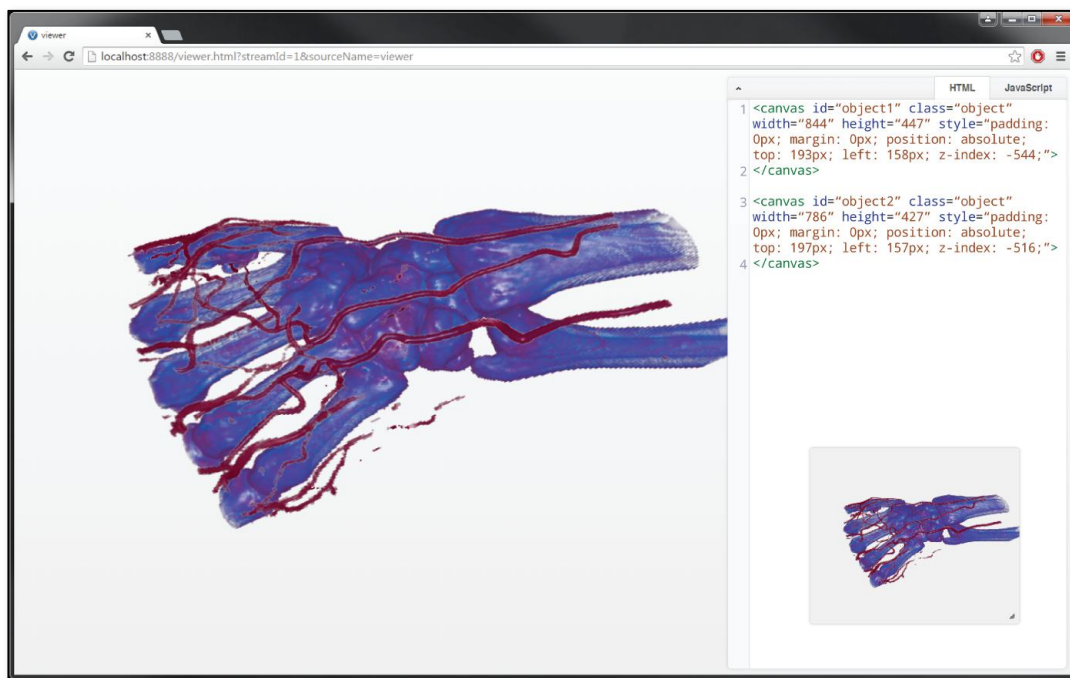 viewer
localhost:8888/viewer.html?streamId=1&sourceName=viewer
HTML JavaScript
1 <canvas id=“object1” class=“object”
width=“844” height=“447” style=“padding:
0px; margin: 0px; position: absolute;
top: 193px; left: 158px; z-index: -544;”>
2 </canvas>
3 <canvas id=“object2” class=“object”
width=“786” height=“427” style=“padding:
0px; margin: 0px; position: absolute;
top: 197px; left: 157px; z-index: -516;”>
4 </canvas>